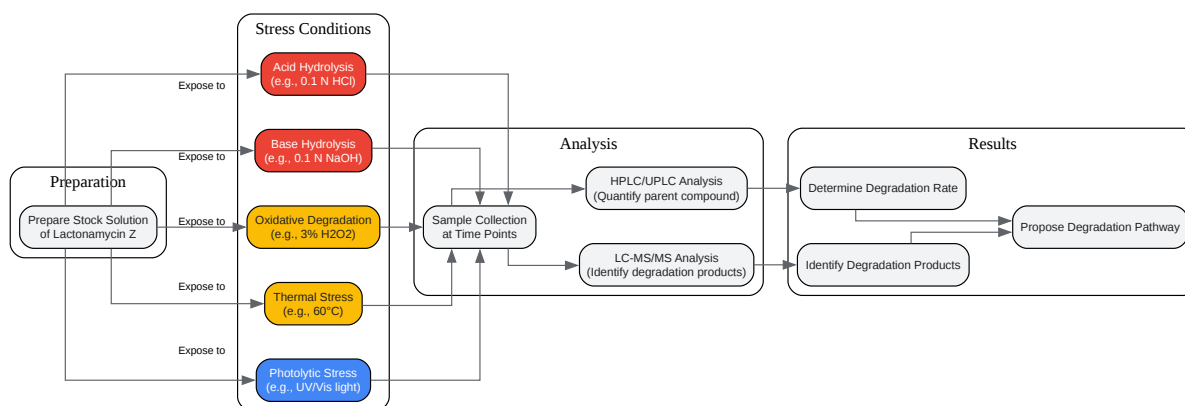 Stress Conditions
Acid Hydrolysis
(e.g., 0.1 N HCl)
Expose to
Base Hydrolysis
(e.g., 0.1 N NaOH)
Expose to
Analysis
Results
Preparation
HPLC/UPLC Analysis
(Quantify parent compound)
Determine Degradation Rate
Prepare Stock Solution
of Lactonamycin Z
Expose to
Oxidative Degradation
(e.g., 3% H2O2)
Sample Collection
at Time Points
Propose Degradation Pathway
LC-MS/MS Analysis
(Identify degradation products)
Identify Degradation Products
Expose to
Thermal Stress
(e.g., 60°C)
Expose to
Photolytic Stress
(e.g., UV/Vis light)